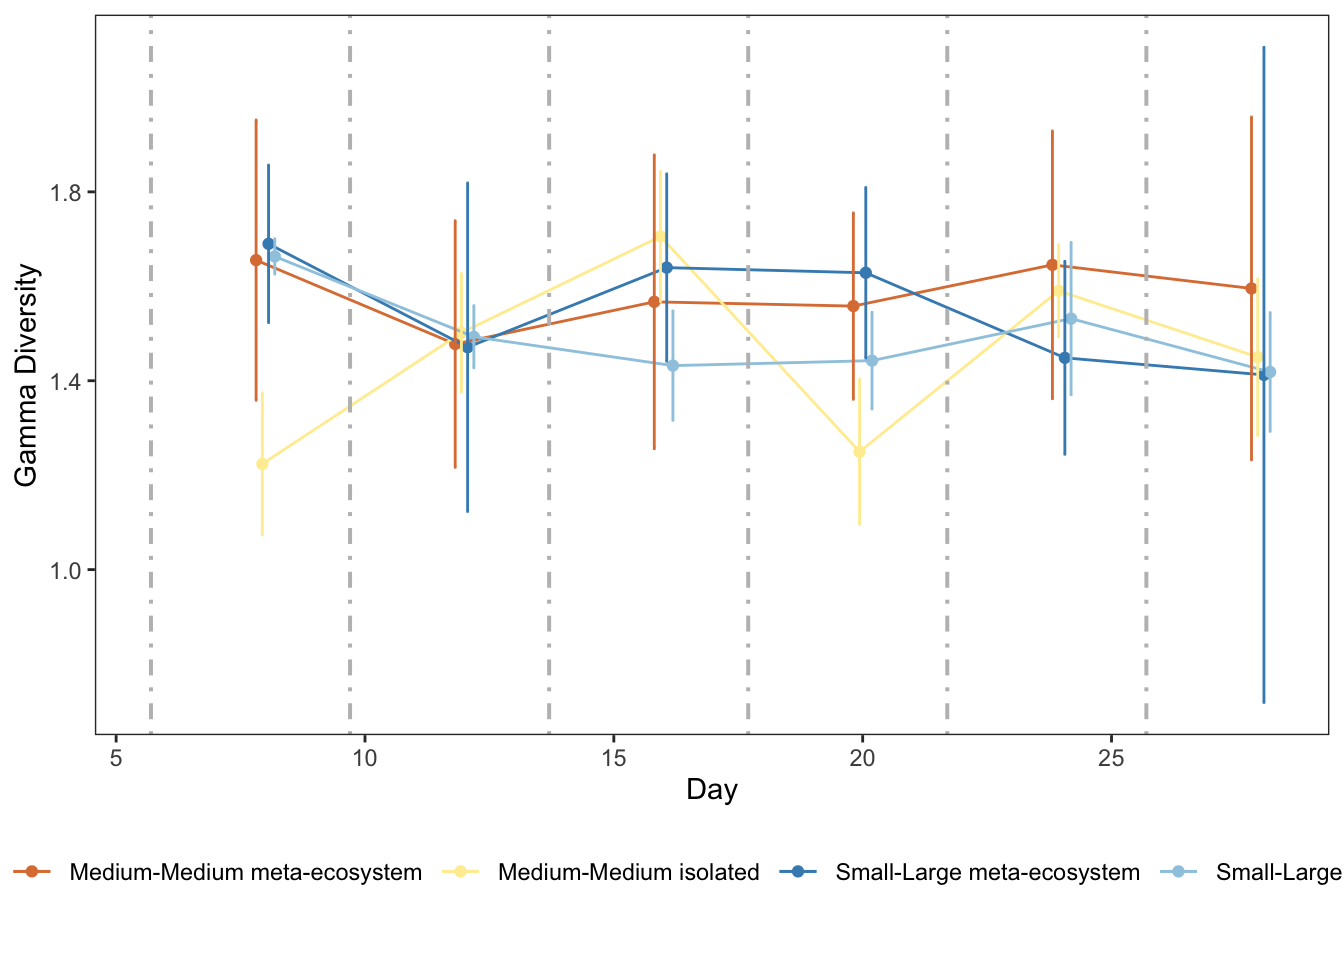 Gamma Diversity
1.8
1.4
1.0
5 10 15 20 25
Day
Medium-Medium meta-ecosystem Medium-Medium isolated Small-Large meta-ecosystem Small-Large